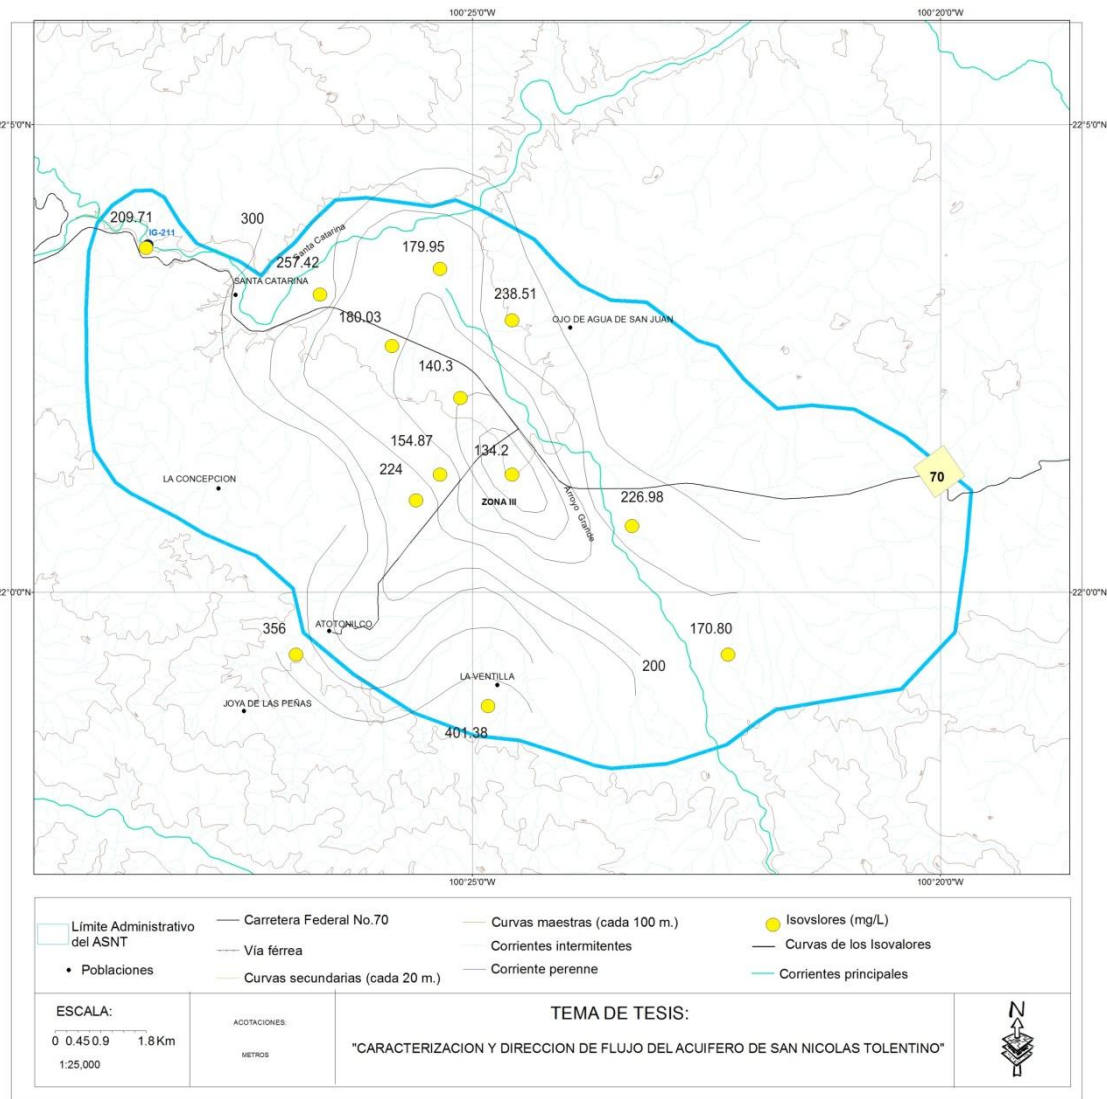 100°25'0"W
100°20'0"W
22°5'0"N
22°5'0"N
209.71
300
IG-211
Santa Catarina
179.95
257.42
SANTA CATARINA
238.51
180.03
OJO DE AGUA DE SAN JUAN
140.3
154.87
134.2
224
LA CONCEPCION
70
226.98
ZONA III
Arroyo Grande
22°0'0"N
22°0'0"N
ATOTONILCO
356
170.80
200
LA VENTILLA
JOYA DE LAS PEÑAS
401.38
100°25'0"W
100°20'0"W
Límite Administrativo
del ASNT
Poblaciones
Carretera Federal No.70
Vía férrea
Curvas secundarias (cada 20 m.)
Curvas maestras (cada 100 m.)
Corrientes intermitentes
Corriente perenne
Isovslores (mg/L)
Curvas de los Isovalores
Corrientes principales
ESCALA:
0 0.45 0.9 1.8 Km
1:25,000
ACOTACIONES:
METROS
TEMA DE TESIS:
"CARACTERIZACION Y DIRECCION DE FLUJO DEL ACUIFERO DE SAN NICOLAS TOLENTINO"
N